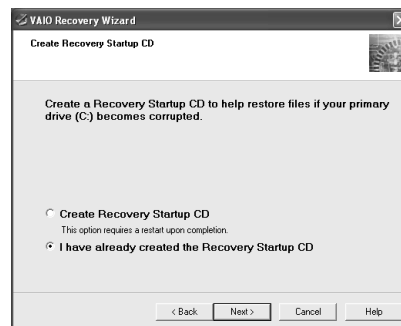 VAIO Recovery Wizard
Create Recovery Startup CD
Create a Recovery Startup CD to help restore files if your primary
drive (C:) becomes corrupted.
Create Recovery Startup CD
This option requires a restart upon completion.
I have already created the Recovery Startup CD
< Back Next > Cancel Help